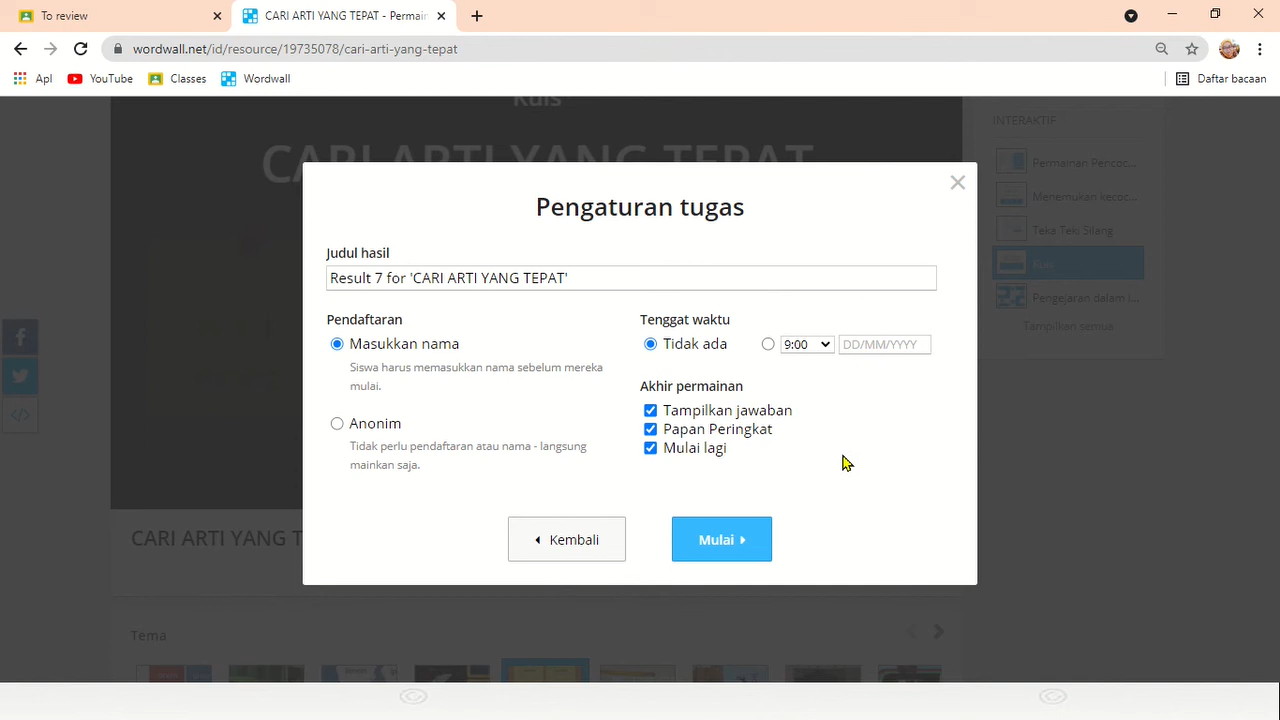 To review
CARI ARTI YANG TEPAT - Permain
wordwall.net/id/resource/19735078/cari-arti-yang-tepat
Apl
YouTube
Classes
Wordwall
Daftar bacaan
Kuis
CARI ARTI YANG TEPAT
INTERAKTIF
Permainan Pencoc...
Menemukan kecoc...
Teka Teki Silang
Kuis
Pengejaran dalam l...
Tampilkan semua
Pengaturan tugas
Judul hasil
Result 7 for 'CARI ARTI YANG TEPAT'
Pendaftaran
Masukkan nama
Siswa harus memasukkan nama sebelum mereka
mulai.
Anonim
Tidak perlu pendaftaran atau nama - langsung
mainkan saja.
Tenggat waktu
Tidak ada
9:00
DD/MM/YYYY
Akhir permainan
Tampilkan jawaban
Papan Peringkat
Mulai lagi
Kembali
Mulai
CARI ARTI YANG T
Tema